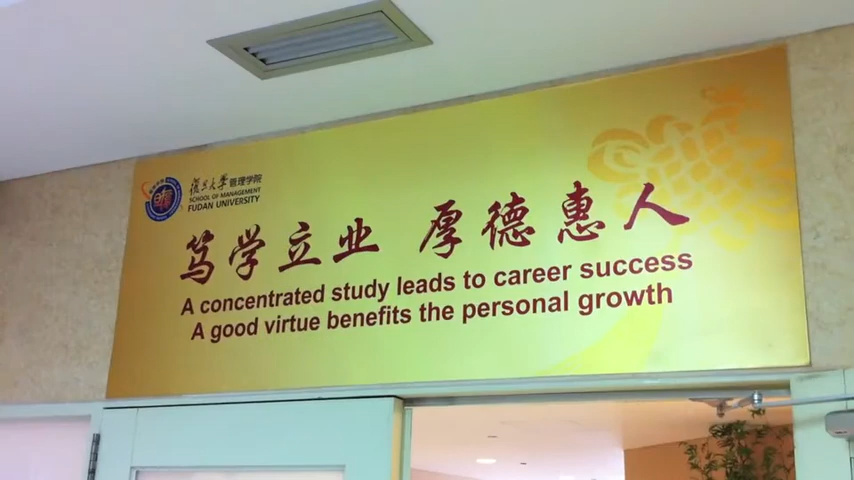 復旦大學管理学院
SCHOOL OF MANAGEMENT
FUDAN UNIVERSITY
笃学立业 厚德惠人
A concentrated study leads to career success
A good virtue benefits the personal growth